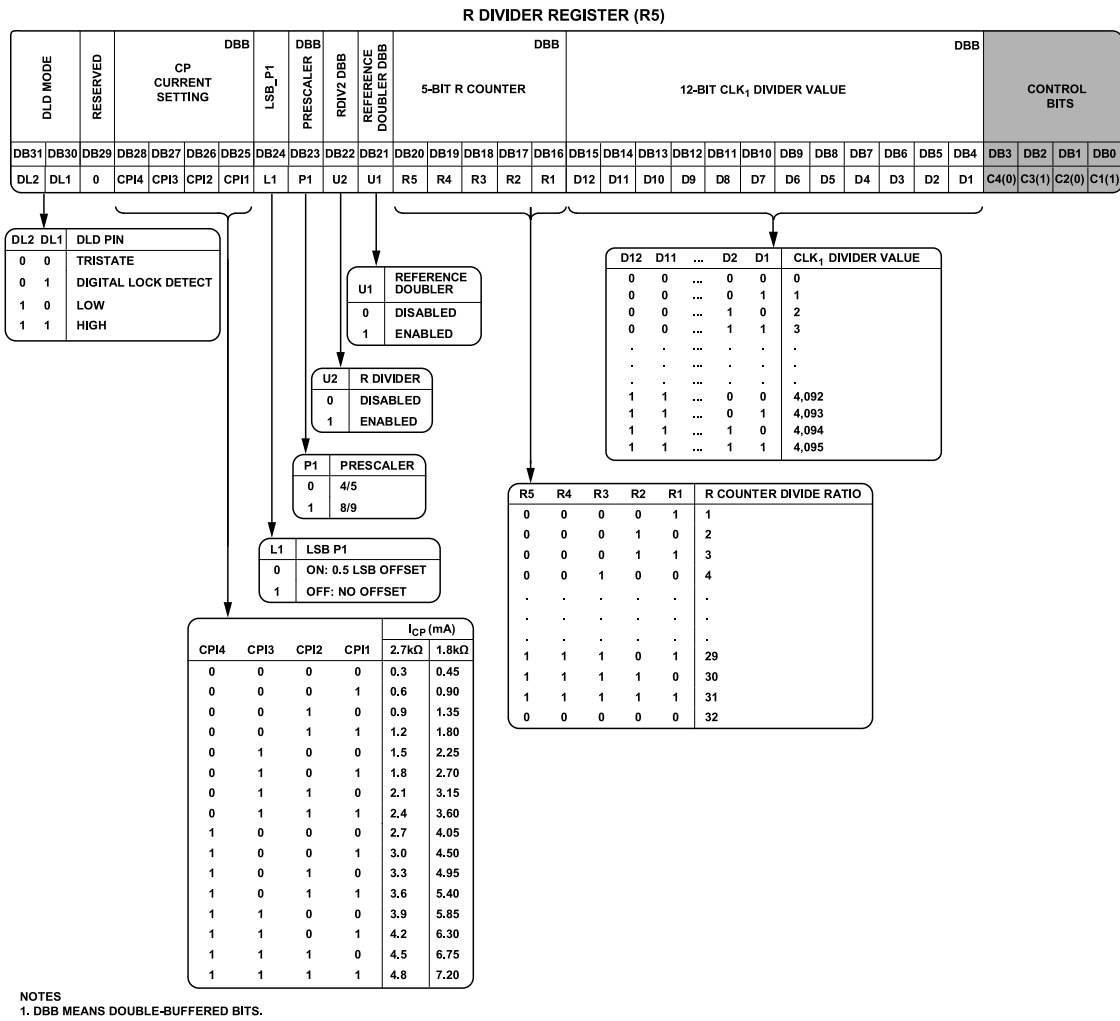 R DIVIDER REGISTER (R5)
DLD MODE
RESERVED
DBB
CP
CURRENT
SETTING
LSB_P1
DBB
PRESCALER
RDIV2 DBB
REFERENCE
DOUBLER DBB
DBB
5-BIT R COUNTER
DBB
12-BIT CLK₁ DIVIDER VALUE
CONTROL
BITS
DB31 DB30 DB29 DB28 DB27 DB26 DB25 DB24 DB23 DB22 DB21 DB20 DB19 DB18 DB17 DB16 DB15 DB14 DB13 DB12 DB11 DB10 DB9 DB8 DB7 DB6 DB5 DB4 DB3 DB2 DB1 DB0
DL2 DL1 0 CPI4 CPI3 CPI2 CPI1 L1 P1 U2 U1 R5 R4 R3 R2 R1 D12 D11 D10 D9 D8 D7 D6 D5 D4 D3 D2 D1 C4(0) C3(1) C2(0) C1(1)
DL2 DL1 DLD PIN
0 0 TRISTATE
0 1 DIGITAL LOCK DETECT
1 0 LOW
1 1 HIGH
U1 REFERENCE
DOUBLER
0 DISABLED
1 ENABLED
D12 D11 ... D2 D1 CLK₁ DIVIDER VALUE
0 0 ... 0 0 0
0 0 ... 0 1 1
0 0 ... 1 0 2
0 0 ... 1 1 3
. . ... . . .
. . ... . . .
. . ... . . .
1 1 ... 0 0 4,092
1 1 ... 0 1 4,093
1 1 ... 1 0 4,094
1 1 ... 1 1 4,095
U2 R DIVIDER
0 DISABLED
1 ENABLED
P1 PRESCALER
0 4/5
1 8/9
R5 R4 R3 R2 R1 R COUNTER DIVIDE RATIO
0 0 0 0 1 1
0 0 0 1 0 2
0 0 0 1 1 3
0 0 1 0 0 4
. . . . . .
. . . . . .
. . . . . .
1 1 1 0 1 29
1 1 1 1 0 30
1 1 1 1 1 31
0 0 0 0 0 32
L1 LSB P1
0 ON: 0.5 LSB OFFSET
1 OFF: NO OFFSET
I_CP (mA)
CPI4 CPI3 CPI2 CPI1 2.7kΩ 1.8kΩ
0 0 0 0 0.3 0.45
0 0 0 1 0.6 0.90
0 0 1 0 0.9 1.35
0 0 1 1 1.2 1.80
0 1 0 0 1.5 2.25
0 1 0 1 1.8 2.70
0 1 1 0 2.1 3.15
0 1 1 1 2.4 3.60
1 0 0 0 2.7 4.05
1 0 0 1 3.0 4.50
1 0 1 0 3.3 4.95
1 0 1 1 3.6 5.40
1 1 0 0 3.9 5.85
1 1 0 1 4.2 6.30
1 1 1 0 4.5 6.75
1 1 1 1 4.8 7.20
NOTES
1. DBB MEANS DOUBLE-BUFFERED BITS.